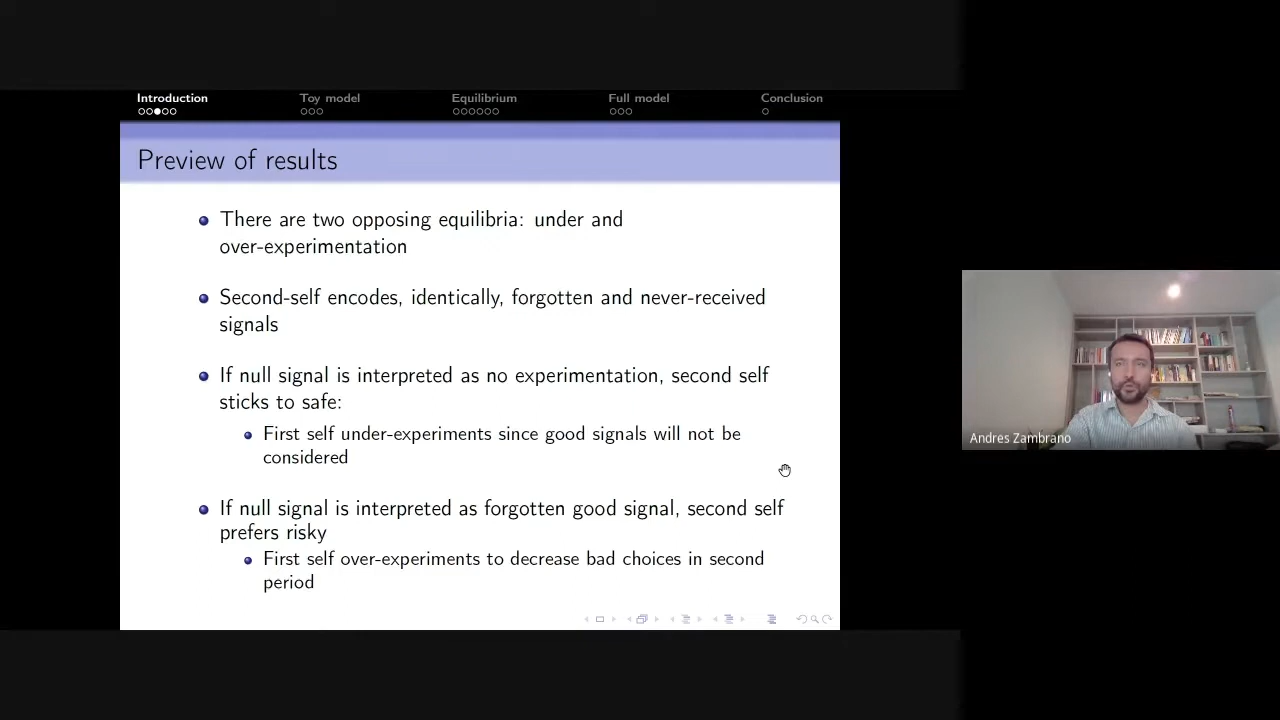 Introduction Toy model Equilibrium Full model Conclusion
Preview of results
There are two opposing equilibria: under and
over-experimentation
Second-self encodes, identically, forgotten and never-received
signals
If null signal is interpreted as no experimentation, second self
sticks to safe:
First self under-experiments since good signals will not be
considered
If null signal is interpreted as forgotten good signal, second self
prefers risky
First self over-experiments to decrease bad choices in second
period
Andres Zambrano